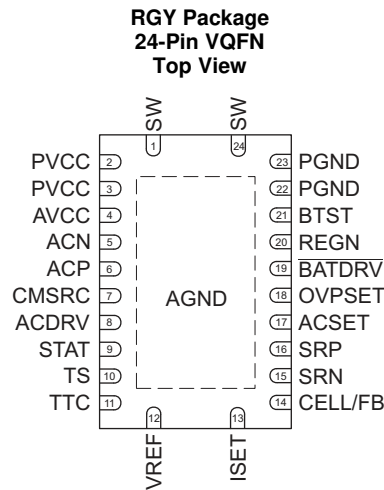 RGY Package
24-Pin VQFN
Top View
SW
SW
1
24
PVCC 2
23 PGND
PVCC 3
22 PGND
AVCC 4
21 BTST
ACN 5
20 REGN
ACP 6
19 BATDRV
CMSRC 7
18 OVPSET
AGND
ACDRV 8
17 ACSET
STAT 9
16 SRP
TS 10
15 SRN
TTC 11
14 CELL/FB
12
13
VREF
ISET